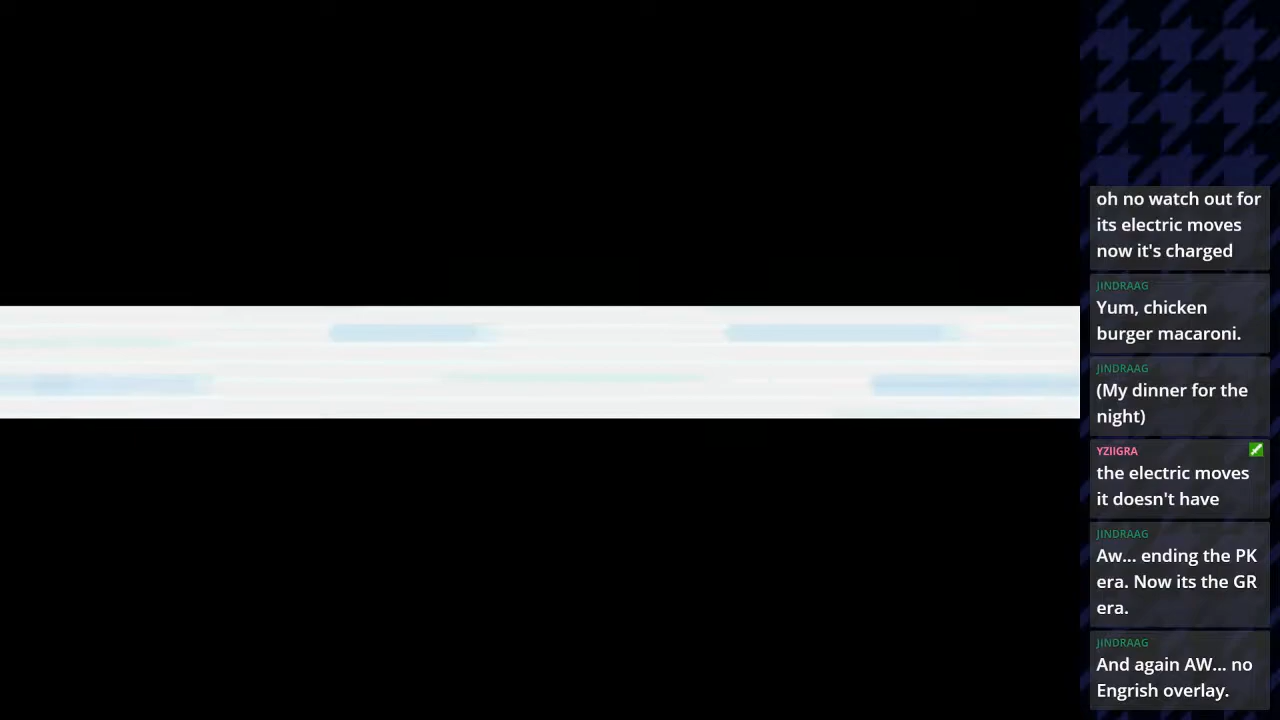 oh no watch out for
its electric moves
now it's charged
JINDRAAG
Yum, chicken
burger macaroni.
JINDRAAG
(My dinner for the
night)
YZIIGRA
the electric moves
it doesn't have
JINDRAAG
Aw... ending the PK
era. Now its the GR
era.
JINDRAAG
And again AW... no
Engrish overlay.